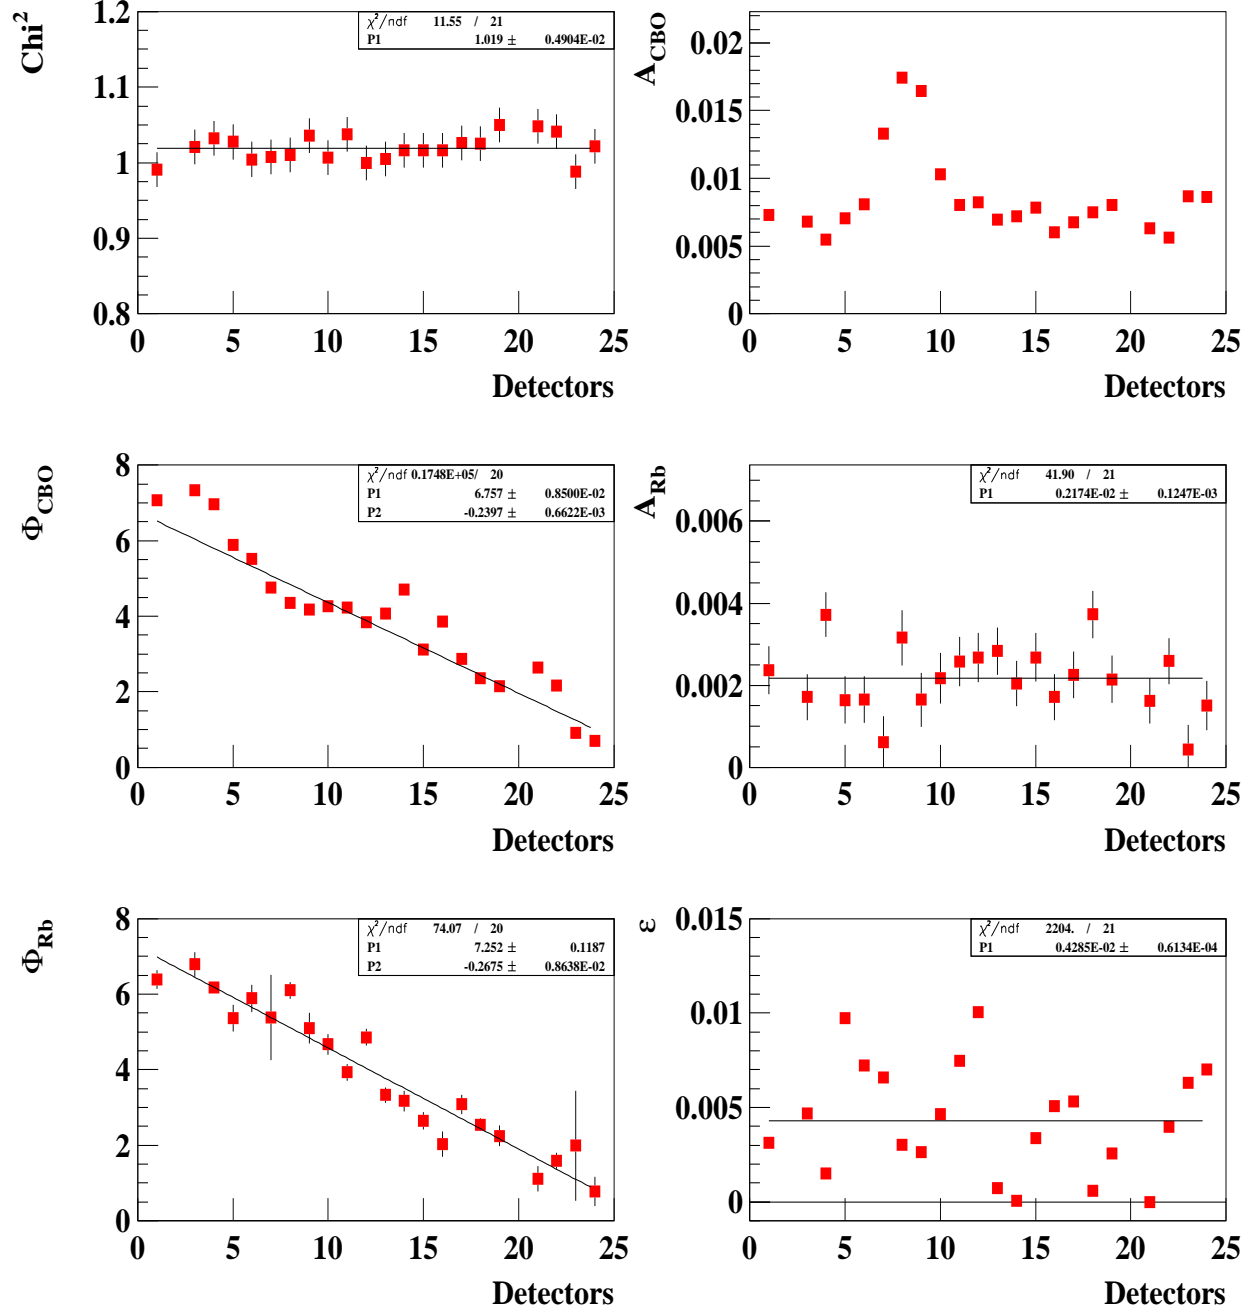 Chi²
1.2
1.1
1
0.9
0.8
χ²/ndf 11.55 / 21
P1 1.019 ± 0.4904E-02
0 5 10 15 20 25
Detectors
A_CBO
0.02
0.015
0.01
0.005
0
0 5 10 15 20 25
Detectors
Φ_CBO
8
6
4
2
0
χ²/ndf 0.1748E+05/ 20
P1 6.757 ± 0.8500E-02
P2 -0.2397 ± 0.6622E-03
0 5 10 15 20 25
Detectors
A_Rb
0.006
0.004
0.002
0
χ²/ndf 41.90 / 21
P1 0.2174E-02 ± 0.1247E-03
0 5 10 15 20 25
Detectors
Φ_Rb
8
6
4
2
0
χ²/ndf 74.07 / 20
P1 7.252 ± 0.1187
P2 -0.2675 ± 0.8638E-02
0 5 10 15 20 25
Detectors
ε
0.015
0.01
0.005
0
χ²/ndf 2204. / 21
P1 0.4285E-02 ± 0.6134E-04
0 5 10 15 20 25
Detectors